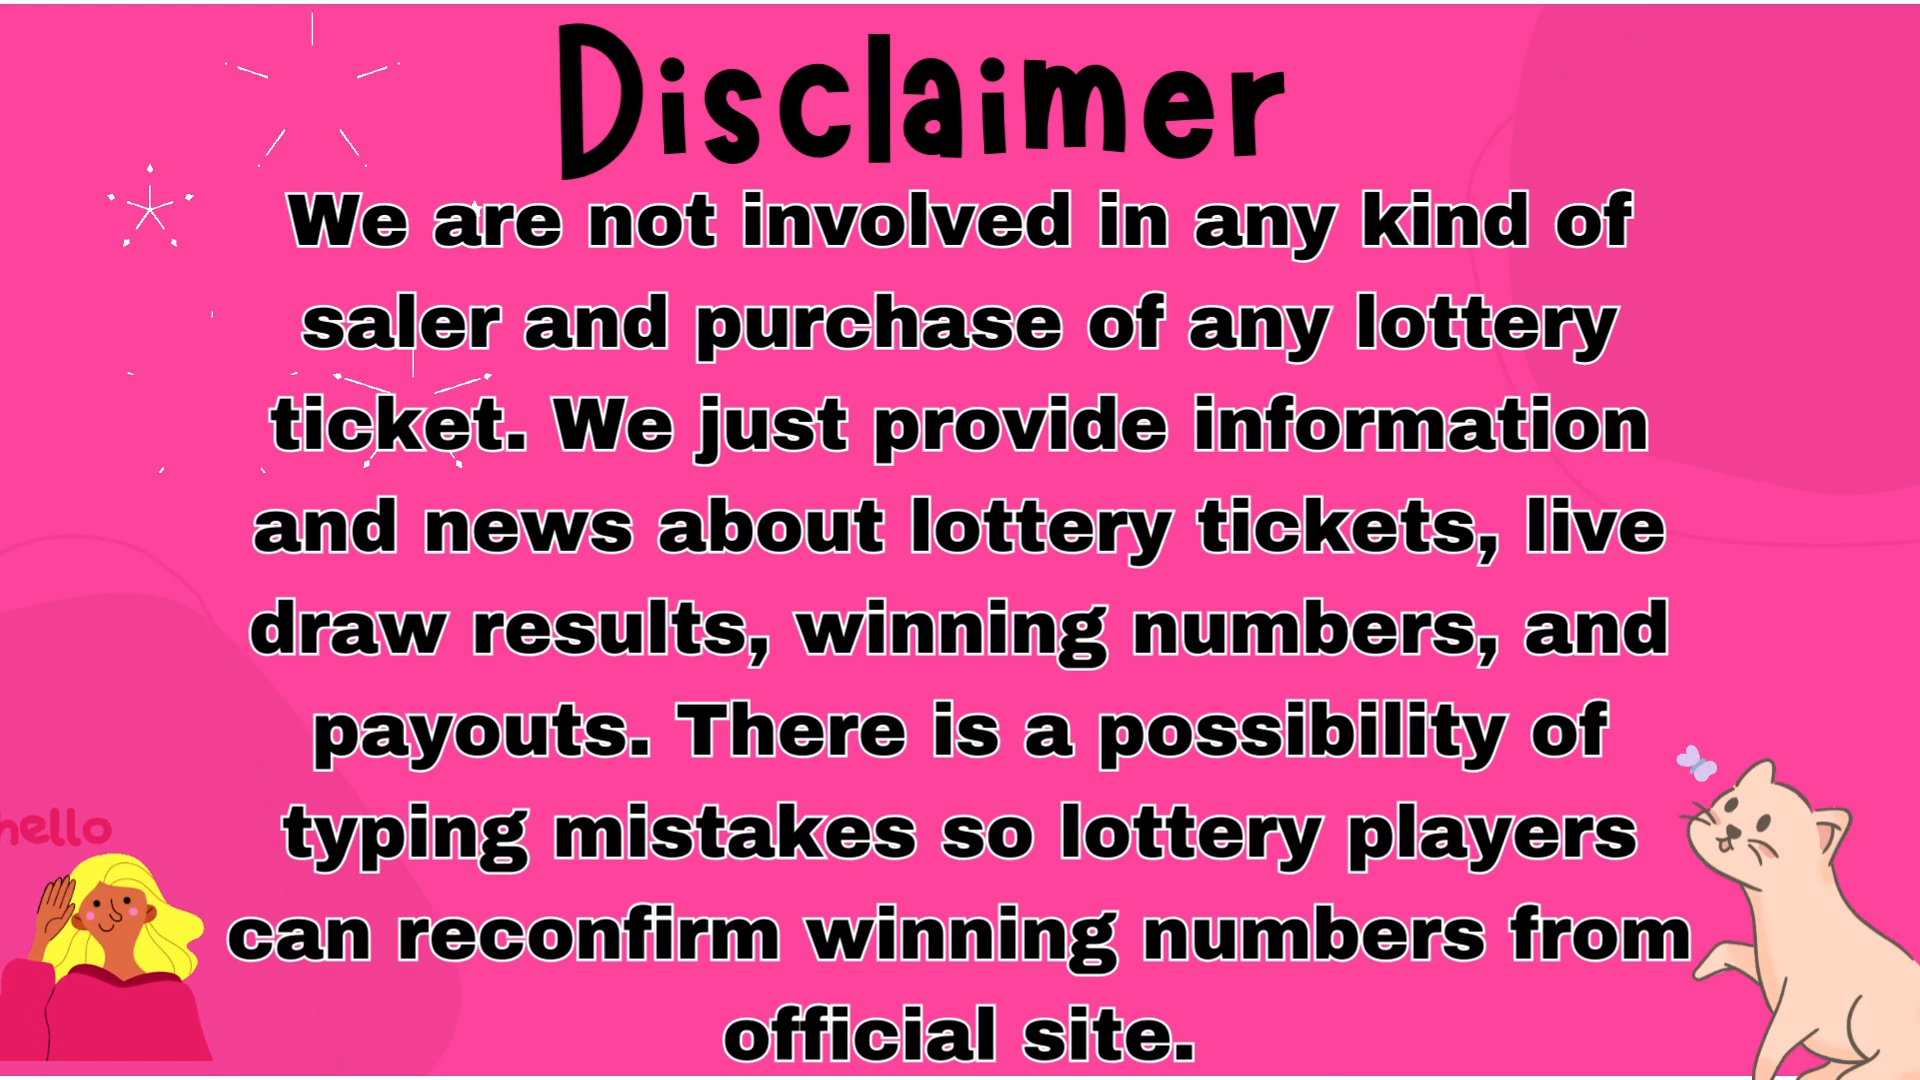 Disclaimer
We are not involved in any kind of
saler and purchase of any lottery
ticket. We just provide information
and news about lottery tickets, live
draw results, winning numbers, and
payouts. There is a possibility of
typing mistakes so lottery players
can reconfirm winning numbers from
official site.
hello